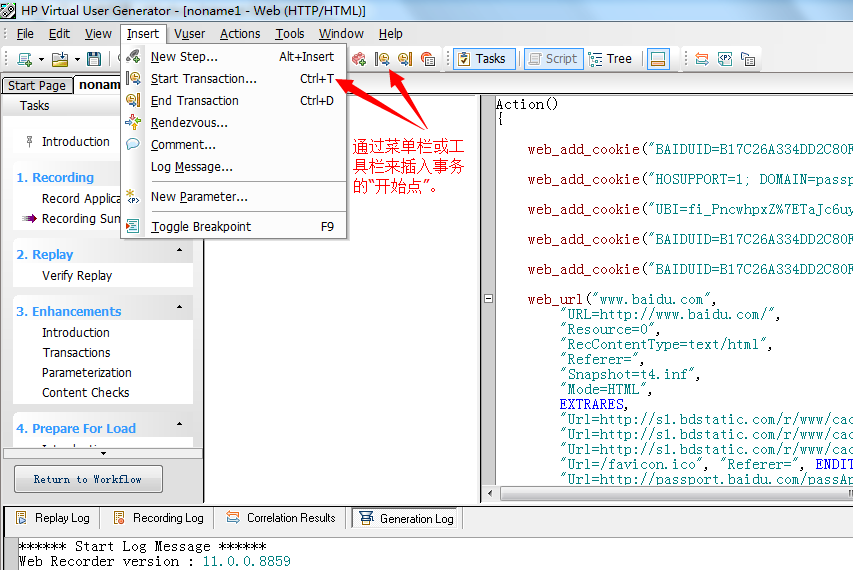 HP Virtual User Generator - [noname1 - Web (HTTP/HTML)]
File Edit View Insert Vuser Actions Tools Window Help
Tasks Script Tree
New Step... Alt+Insert
Start Transaction... Ctrl+T
End Transaction Ctrl+D
Rendezvous...
Comment...
Log Message...
New Parameter...
Toggle Breakpoint F9
通过菜单栏或工
具栏来插入事务
的“开始点”。
Start Page
Tasks
Introduction
1. Recording
Record
Recording
2. Replay
Verify Replay
3. Enhancements
Introduction
Transactions
Parameterization
Content Checks
4. Prepare For Load
Return to Workflow
Action()
{
web_add_cookie("BAIDUID=B17C26A334DD2C80F
web_add_cookie("HOSUPPORT=1; DOMAIN=passp
web_add_cookie("UBI=fi_PncwhpxZ%7ETaJc6uy
web_add_cookie("BAIDUID=B17C26A334DD2C80F
web_add_cookie("BAIDUID=B17C26A334DD2C80F
web_url("www.baidu.com",
"URL=http://www.baidu.com/",
"Resource=0",
"RecContentType=text/html",
"Referer=",
"Snapshot=t4.inf",
"Mode=HTML",
EXTRARES,
"Url=http://s1.bdstatic.com/r/www/cac
"Url=http://s1.bdstatic.com/r/www/cac
"Url=http://s1.bdstatic.com/r/www/cac
"Url=/favicon.ico", "Referer=", ENDIT
"Url=http://passport.baidu.com/passAp
Replay Log Recording Log Correlation Results Generation Log
****** Start Log Message ******
Web Recorder version : 11.0.0.8859